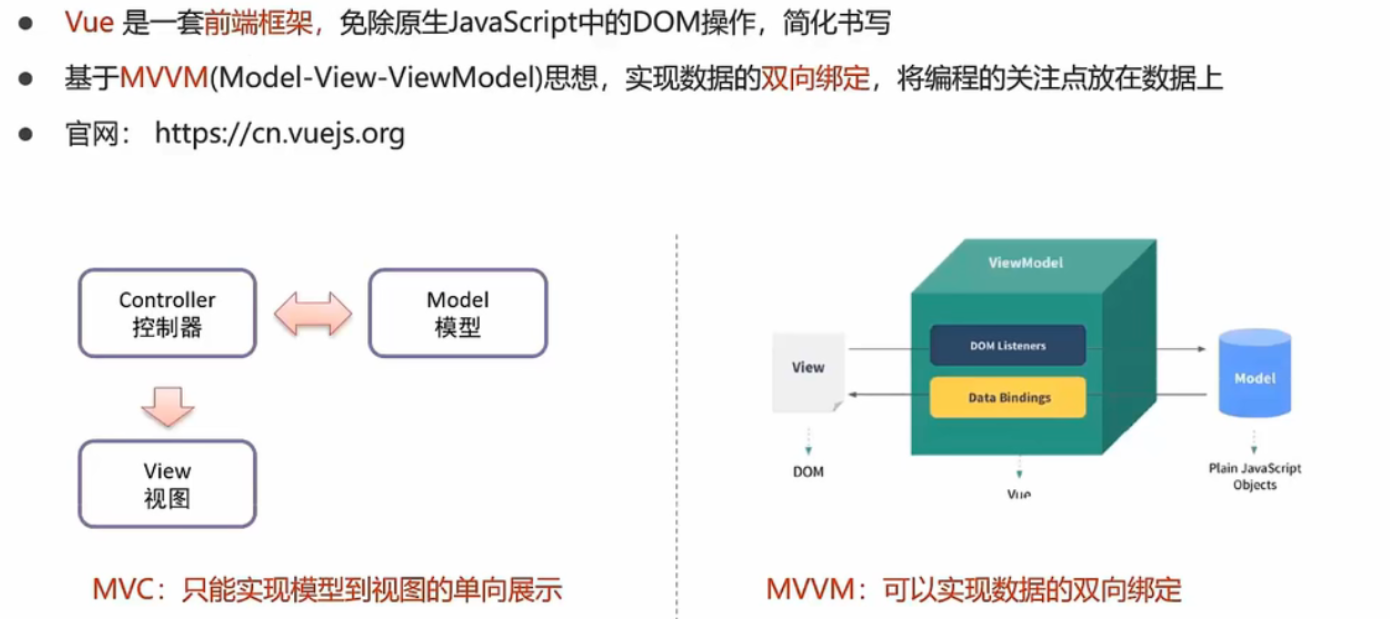 Vue 是一套前端框架，免除原生JavaScript中的DOM操作，简化书写
基于MVVM(Model-View-ViewModel)思想，实现数据的双向绑定，将编程的关注点放在数据上
官网： https://cn.vuejs.org
Controller
控制器
Model
模型
View
视图
MVC：只能实现模型到视图的单向展示
ViewModel
DOM Listeners
Data Bindings
View
Model
DOM
Vue
Plain JavaScript
Objects
MVVM：可以实现数据的双向绑定